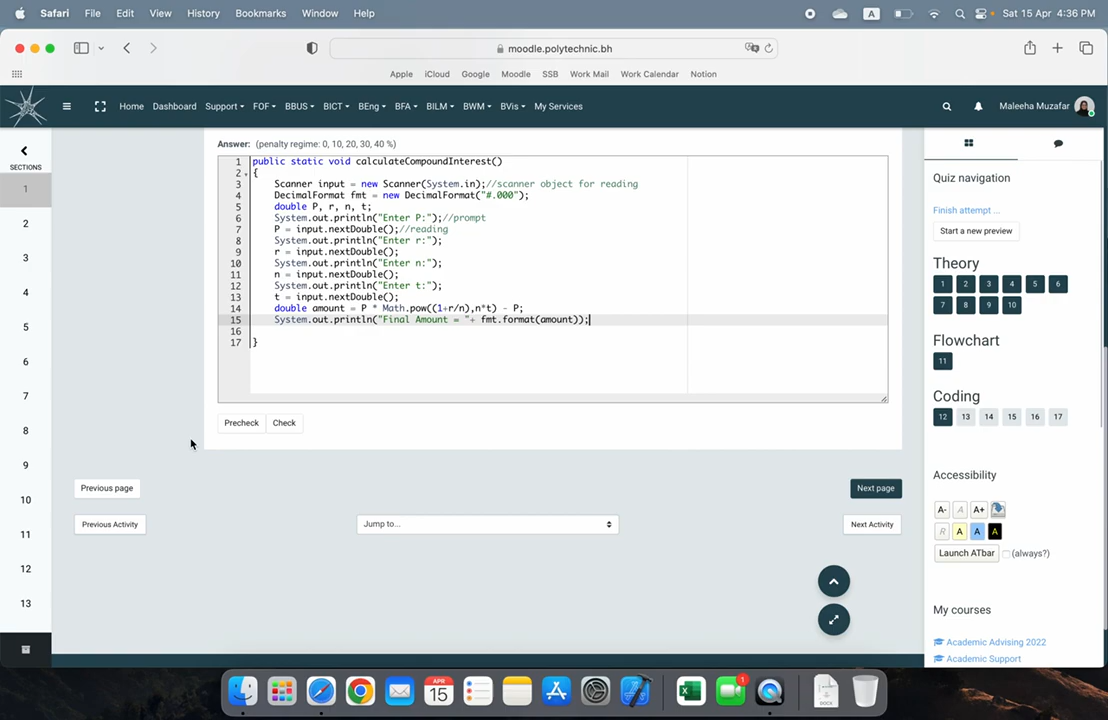 Safari File Edit View History Bookmarks Window Help A Sat 15 Apr 4:36 PM
moodle.polytechnic.bh
Apple iCloud Google Moodle SSB Work Mail Work Calendar Notion
Home Dashboard Support FOF BBUS BICT BEng BFA BILM BWM BVis My Services Maleeha Muzafar
SECTIONS
1
2
3
4
5
6
7
8
9
10
11
12
13
Answer: (penalty regime: 0, 10, 20, 30, 40 %)
1 public static void calculateCompoundInterest()
2 {
3 Scanner input = new Scanner(System.in);//scanner object for reading
4 DecimalFormat fmt = new DecimalFormat("#.000");
5 double P, r, n, t;
6 System.out.println("Enter P:");//prompt
7 P = input.nextDouble();//reading
8 System.out.println("Enter r:");
9 r = input.nextDouble();
10 System.out.println("Enter n:");
11 n = input.nextDouble();
12 System.out.println("Enter t:");
13 t = input.nextDouble();
14 double amount = P * Math.pow((1+r/n),n*t) - P;
15 System.out.println("Final Amount = "+ fmt.format(amount));
16
17 }
Precheck Check
Previous page Next page
Previous Activity Jump to... Next Activity
Quiz navigation
Finish attempt ...
Start a new preview
Theory
1 2 3 4 5 6
7 8 9 10
Flowchart
11
Coding
12 13 14 15 16 17
Accessibility
A- A A+
R A A A
Launch ATbar (always?)
My courses
Academic Advising 2022
Academic Support
APR
15
1
DOCX